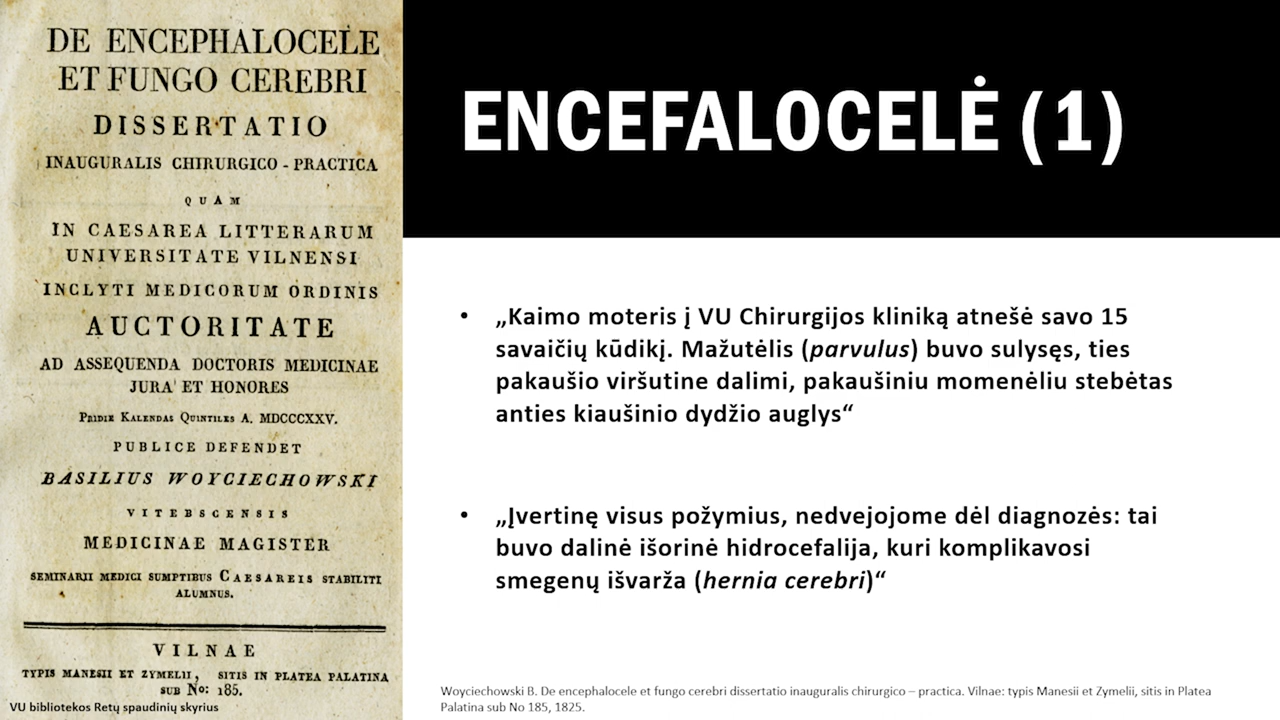 DE ENCEPHALOCELE
ET FUNGO CEREBRI
DISSERTATIO
INAUGURALIS CHIRURGICO - PRACTICA
QUAM
IN CAESAREA LITTERARUM
UNIVERSITATE VILNENSI
INCLYTI MEDICORUM ORDINIS
AUCTORITATE
AD ASSEQUENDA DOCTORIS MEDICINAE
JURA ET HONORES
PRIDIE KALENDAS QUINTILES A. MDCCCXXV.
PUBLICE DEFENDET
BASILIUS WOYCIECHOWSKI
VITEBSCENSIS
MEDICINAE MAGISTER
SEMINARII MEDICI SUMPTIBUS CAESAREIS STABILITI
ALUMNUS.
VILNAE
TYPIS MANESII ET ZYMELII, SITIS IN PLATEA PALATINA
SUB No: 185.
VU bibliotekos Retų spaudinių skyrius
ENCEFALOCELĖ (1)
• „Kaimo moteris į VU Chirurgijos kliniką atnešė savo 15
savaičių kūdikį. Mažutėlis (parvulus) buvo sulysęs, ties
pakaušio viršutine dalimi, pakaušiniu momenėliu stebėtas
anties kiaušinio dydžio auglys“
• „Įvertinę visus požymius, nedvejojome dėl diagnozės: tai
buvo dalinė išorinė hidrocefalija, kuri komplikavosi
smegenų išvarža (hernia cerebri)“
Woyciechowski B. De encephalocele et fungo cerebri dissertatio inauguralis chirurgico – practica. Vilnae: typis Manesii et Zymelii, sitis in Platea
Palatina sub No 185, 1825.